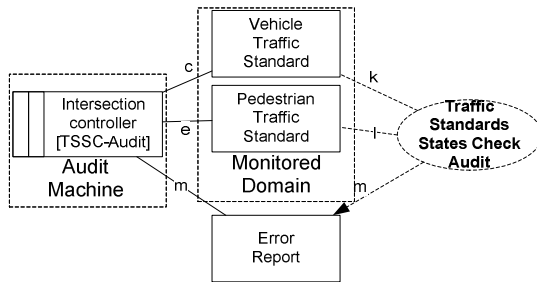 Vehicle
Traffic
Standard
c
k
Intersection
controller
[TSSC-Audit]
Pedestrian
Traffic
Standard
e
l
Traffic
Standards
States Check
Audit
Audit
Machine
Monitored
Domain
m
m
Error
Report